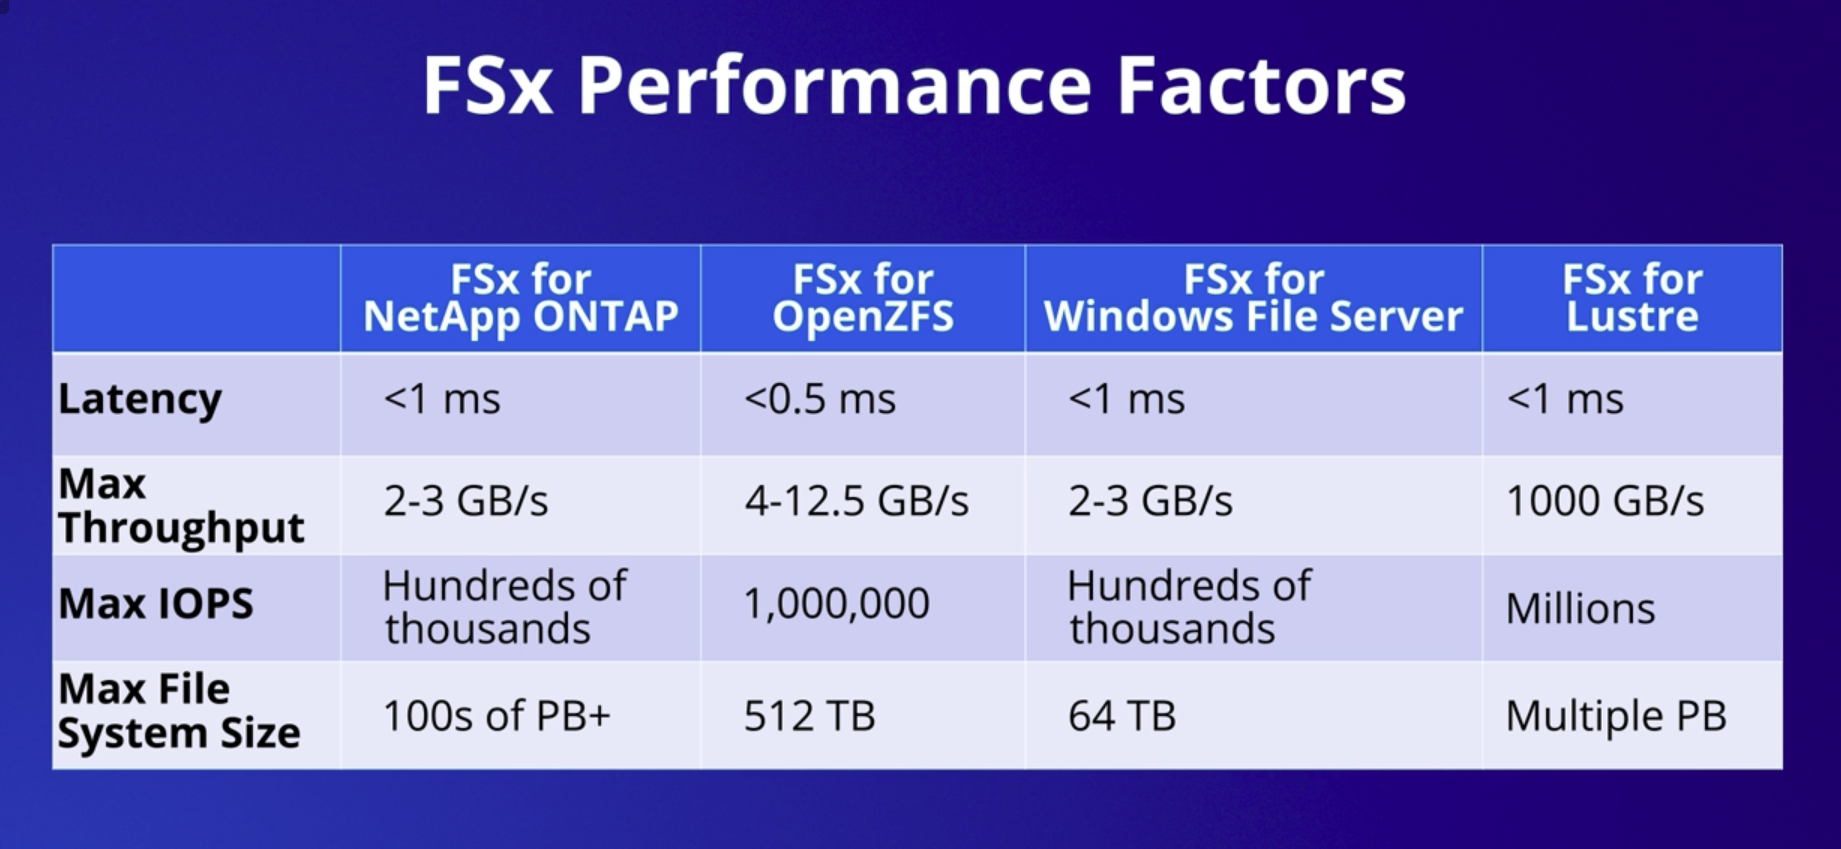 FSx Performance Factors
FSx for
NetApp ONTAP
FSx for
OpenZFS
FSx for
Windows File Server
FSx for
Lustre
Latency
<1 ms
<0.5 ms
<1 ms
<1 ms
Max
Throughput
2-3 GB/s
4-12.5 GB/s
2-3 GB/s
1000 GB/s
Max IOPS
Hundreds of
thousands
1,000,000
Hundreds of
thousands
Millions
Max File
System Size
100s of PB+
512 TB
64 TB
Multiple PB